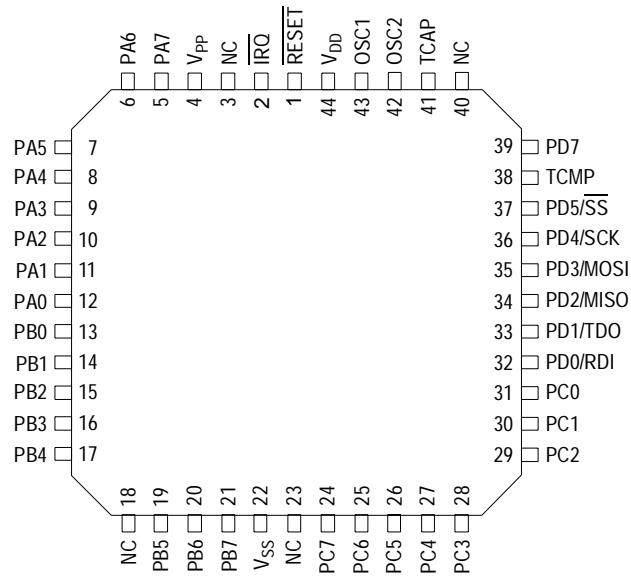 PA6 PA7 VPP NC I̅R̅Q̅ R̅E̅S̅E̅T̅ VDD OSC1 OSC2 TCAP NC
6 5 4 3 2 1 44 43 42 41 40
PA5 7 39 PD7
PA4 8 38 TCMP
PA3 9 37 PD5/S̅S̅
PA2 10 36 PD4/SCK
PA1 11 35 PD3/MOSI
PA0 12 34 PD2/MISO
PB0 13 33 PD1/TDO
PB1 14 32 PD0/RDI
PB2 15 31 PC0
PB3 16 30 PC1
PB4 17 29 PC2
18 19 20 21 22 23 24 25 26 27 28
NC PB5 PB6 PB7 VSS NC PC7 PC6 PC5 PC4 PC3